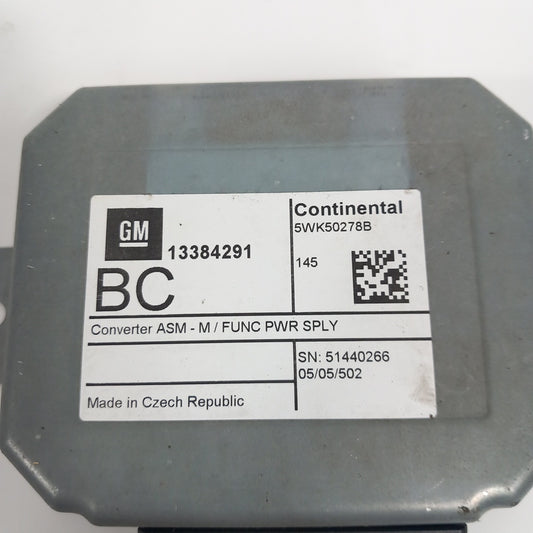 GM
13384291
BC
Converter ASM - M / FUNC PWR SPLY
Made in Czech Republic
Continental
5WK50278B
145
SN: 51440266
05/05/502